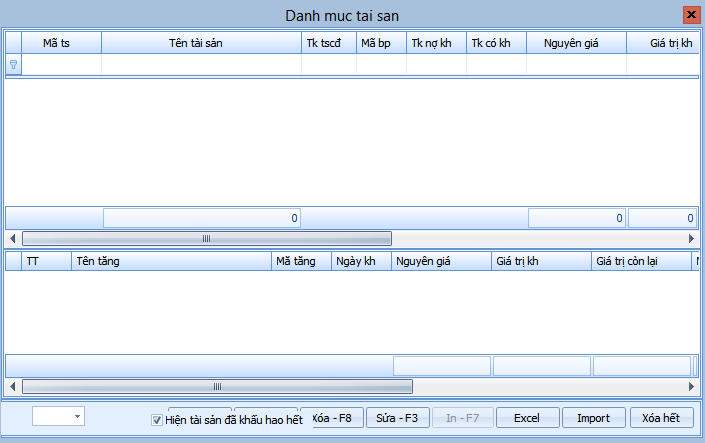 Danh muc tai san
Mã ts Tên tài sản Tk tscđ Mã bp Tk nợ kh Tk có kh Nguyên giá Giá trị kh
0 0 0
TT Tên tăng Mã tăng Ngày kh Nguyên giá Giá trị kh Giá trị còn lại
Hiện tài sản đã khấu hao hết Xóa - F8 Sửa - F3 In - F7 Excel Import Xóa hết